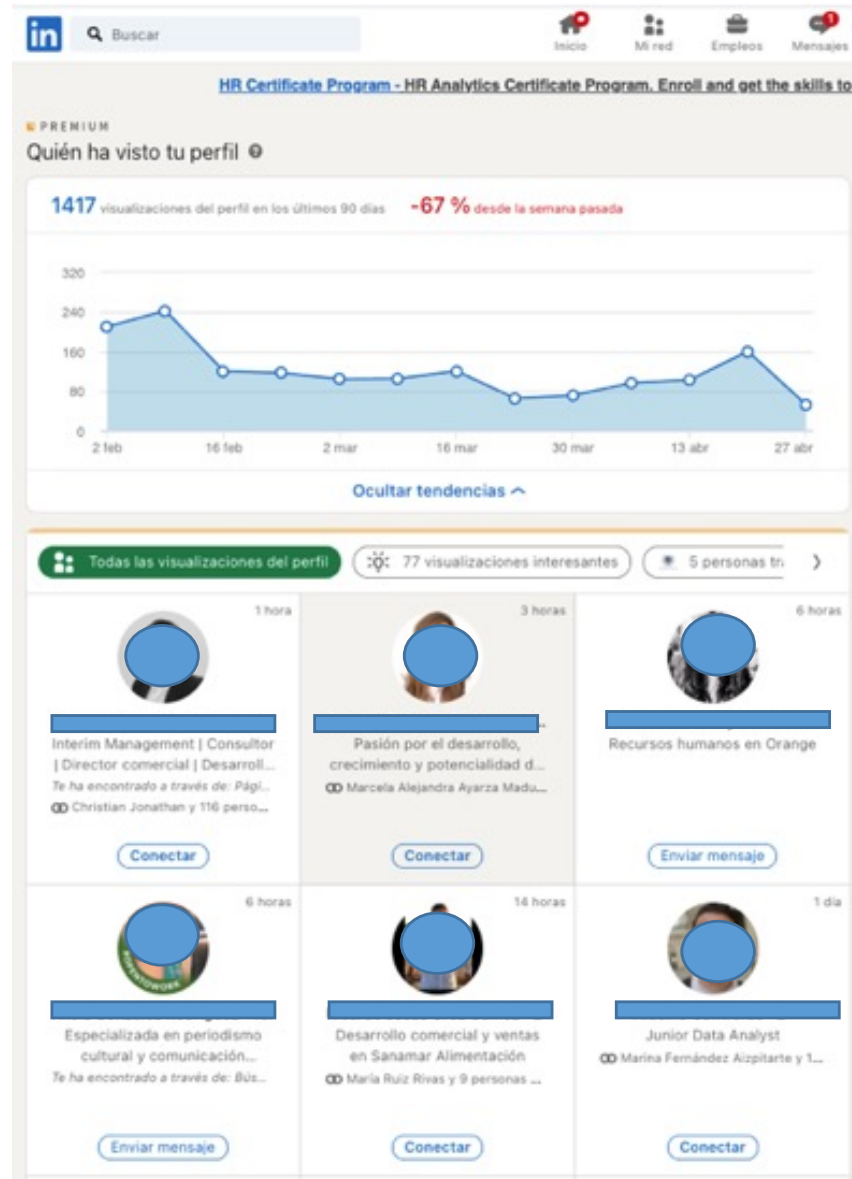 in Buscar
Inicio Mi red Empleos Mensajes
1
HR Certificate Program - HR Analytics Certificate Program. Enroll and get the skills to
PREMIUM
Quién ha visto tu perfil
1417 visualizaciones del perfil en los últimos 90 días -67 % desde la semana pasada
320
240
160
80
0
2 feb 16 feb 2 mar 16 mar 30 mar 13 abr 27 abr
Ocultar tendencias
Todas las visualizaciones del perfil 77 visualizaciones interesantes 5 personas tr
1 hora
Interim Management | Consultor
| Director comercial | Desarroll...
Te ha encontrado a través de: Pági...
Christian Jonathan y 116 perso...
Conectar
3 horas
Pasión por el desarrollo,
crecimiento y potencialidad d...
Marcela Alejandra Ayarza Madu...
Conectar
6 horas
Recursos humanos en Orange
Enviar mensaje
6 horas
#OPENTOWORK
Especializada en periodismo
cultural y comunicación...
Te ha encontrado a través de: Bús...
Enviar mensaje
14 horas
Desarrollo comercial y ventas
en Sanamar Alimentación
María Ruiz Rivas y 9 personas ...
Conectar
1 día
Junior Data Analyst
Marina Fernández Aizpitarte y 1...
Conectar